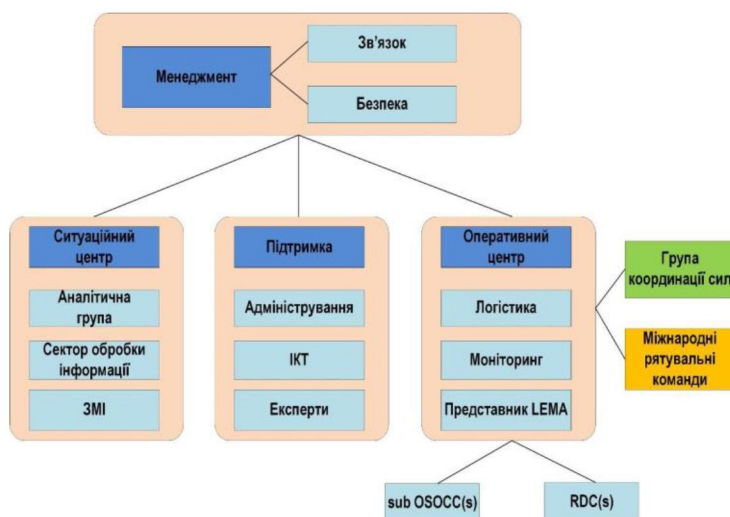 Менеджмент
Зв’язок
Безпека
Ситуаційний
центр
Аналітична
група
Сектор обробки
інформації
ЗМІ
Підтримка
Адміністрування
ІКТ
Експерти
Оперативний
центр
Логістика
Моніторинг
Представник LEMA
Група
координації сил
Міжнародні
рятувальні
команди
sub OSOCC(s)
RDC(s)